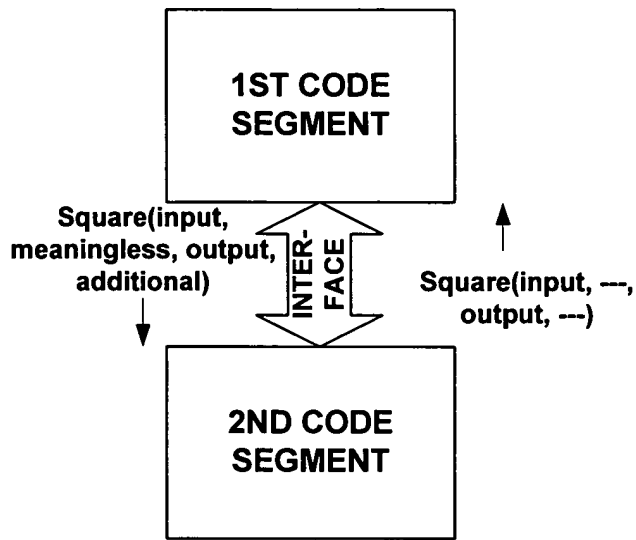 1ST CODE
SEGMENT
Square(input,
meaningless, output,
additional)
INTER-
FACE
Square(input, ---,
output, ---)
2ND CODE
SEGMENT